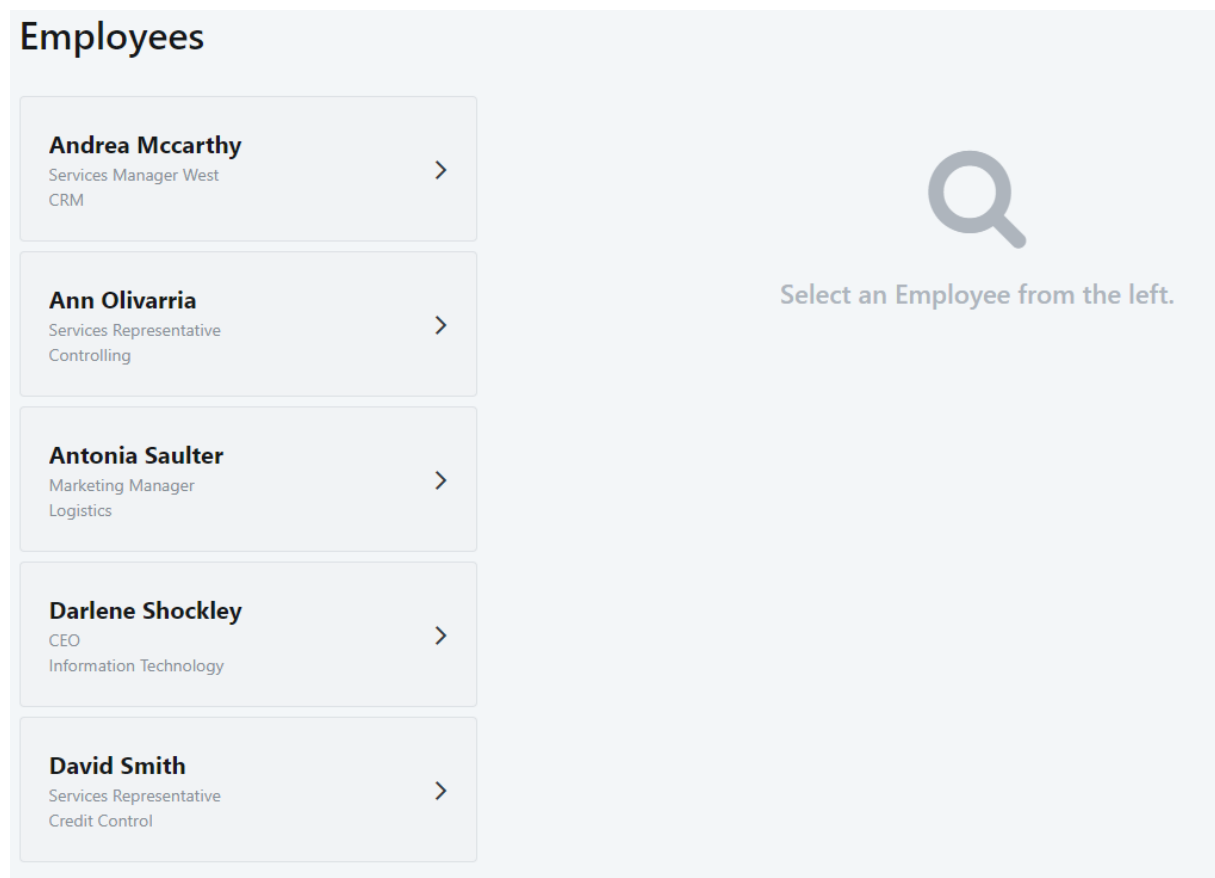 Employees
Andrea Mccarthy
Services Manager West
CRM
Ann Olivarria
Services Representative
Controlling
Antonia Saulter
Marketing Manager
Logistics
Darlene Shockley
CEO
Information Technology
David Smith
Services Representative
Credit Control
Select an Employee from the left.